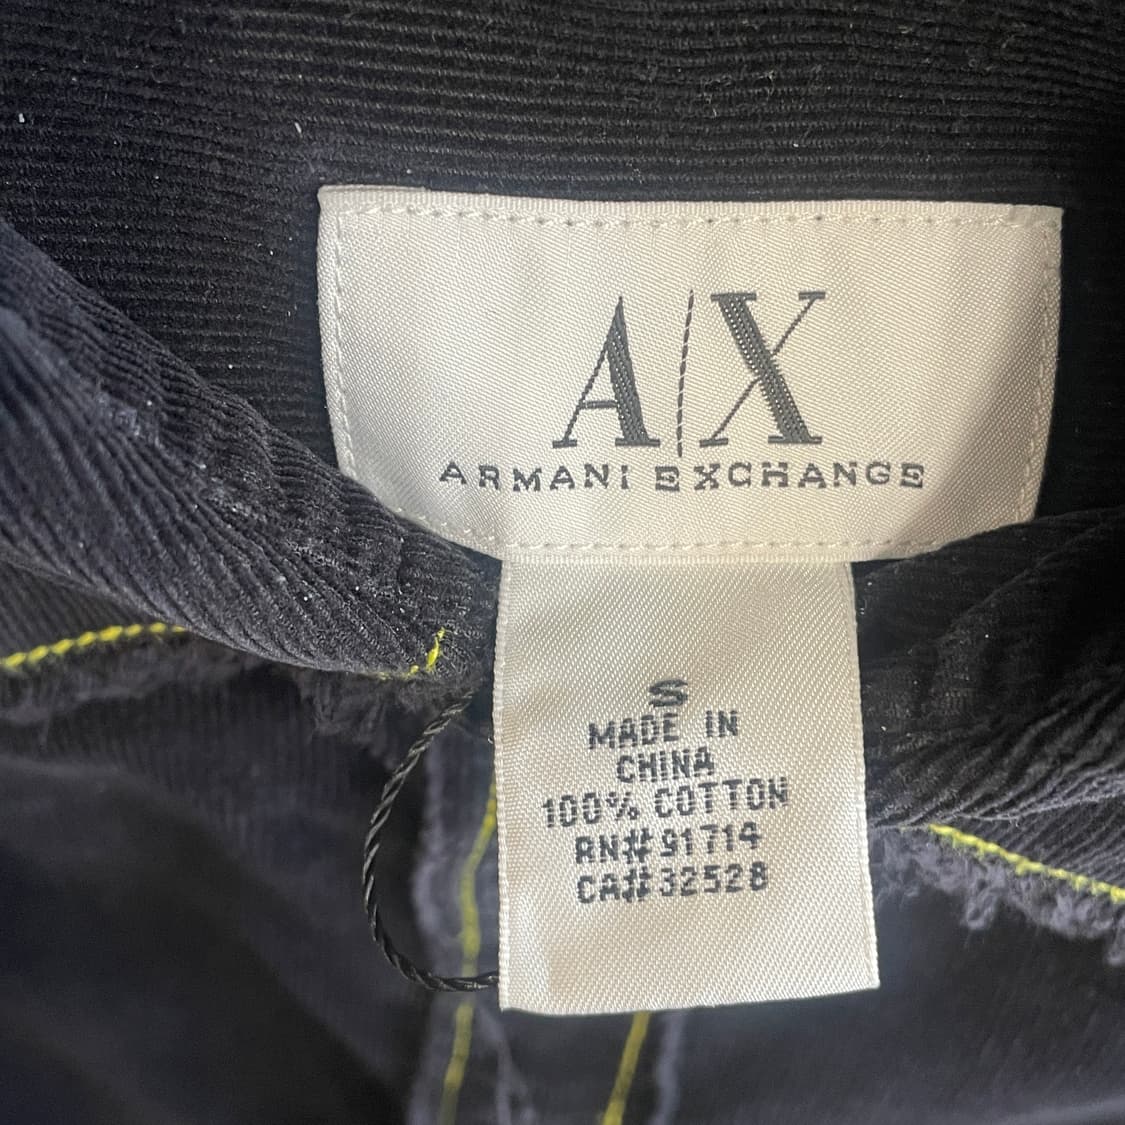 A|X
ARMANI EXCHANGE
S
MADE IN
CHINA
100% COTTON
RN#91714
CA#32528